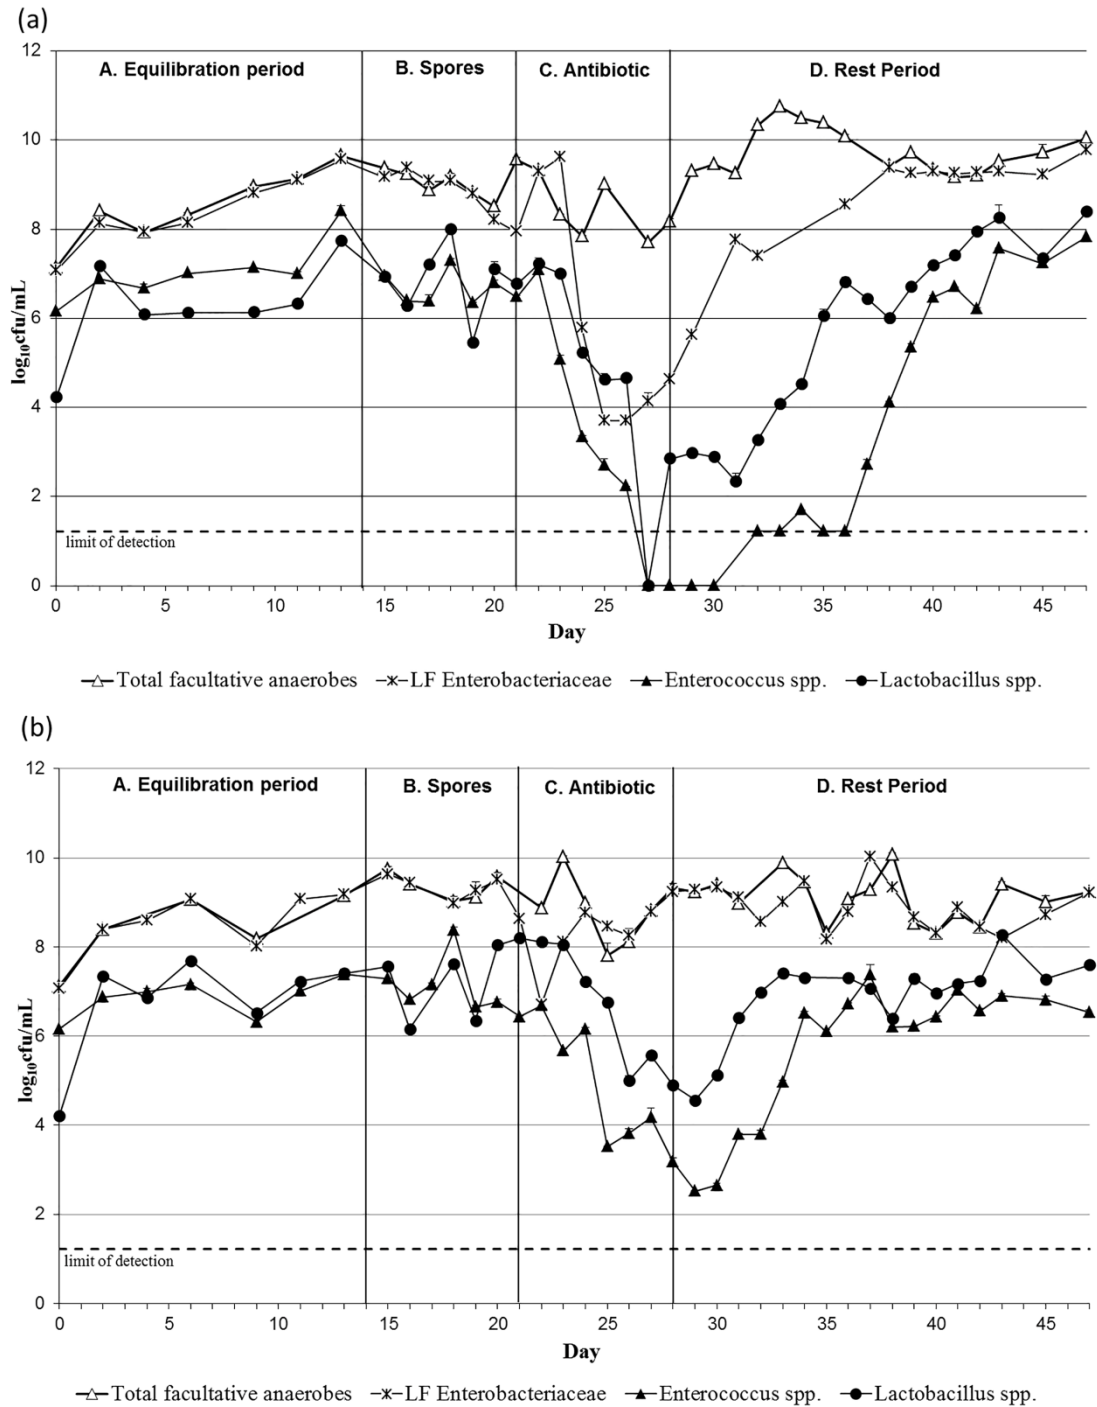 (a)
A. Equilibration period B. Spores C. Antibiotic D. Rest Period
12
10
8
6
4
2
0
log10cfu/mL
limit of detection
0 5 10 15 20 25 30 35 40 45
Day
Total facultative anaerobes LF Enterobacteriaceae Enterococcus spp. Lactobacillus spp.
(b)
A. Equilibration period B. Spores C. Antibiotic D. Rest Period
12
10
8
6
4
2
0
log10cfu/mL
limit of detection
0 5 10 15 20 25 30 35 40 45
Day
Total facultative anaerobes LF Enterobacteriaceae Enterococcus spp. Lactobacillus spp.